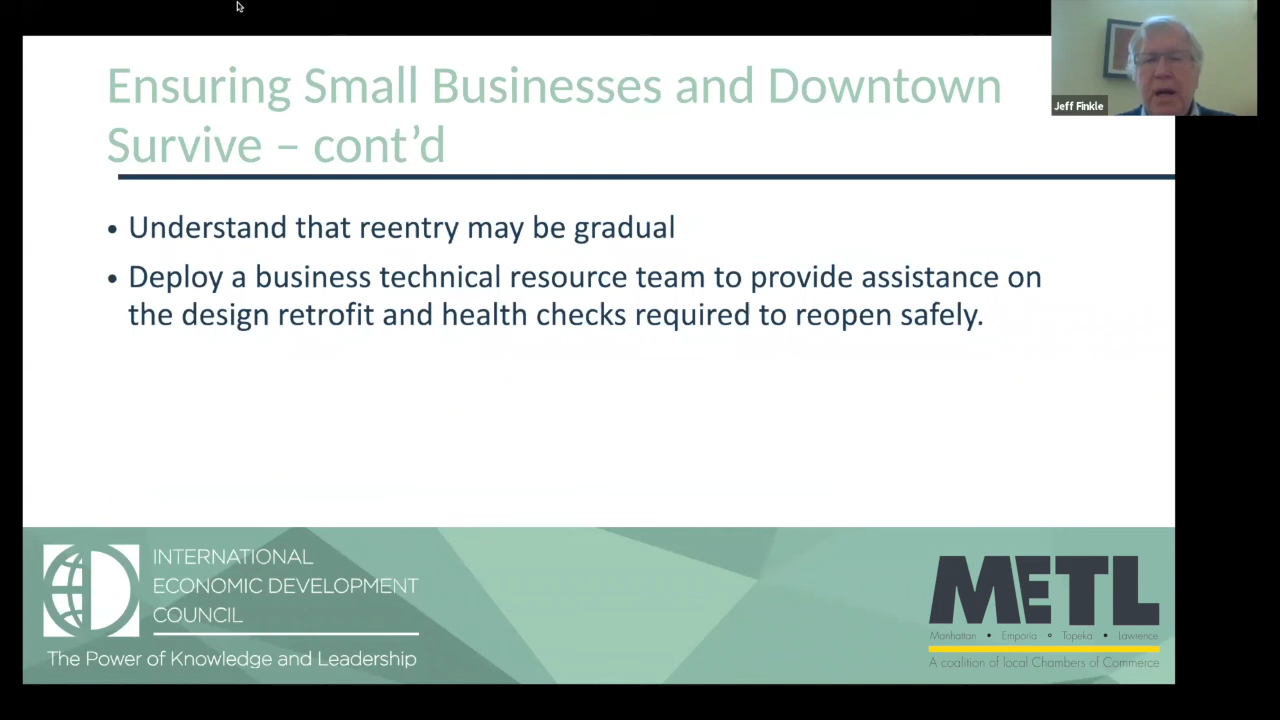 Ensuring Small Businesses and Downtown
Survive – cont’d
Jeff Finkle
• Understand that reentry may be gradual
• Deploy a business technical resource team to provide assistance on
the design retrofit and health checks required to reopen safely.
INTERNATIONAL
ECONOMIC DEVELOPMENT
COUNCIL
The Power of Knowledge and Leadership
METL
Manhattan • Emporia ° Topeka • Lawrence
A coalition of local Chambers of Commerce